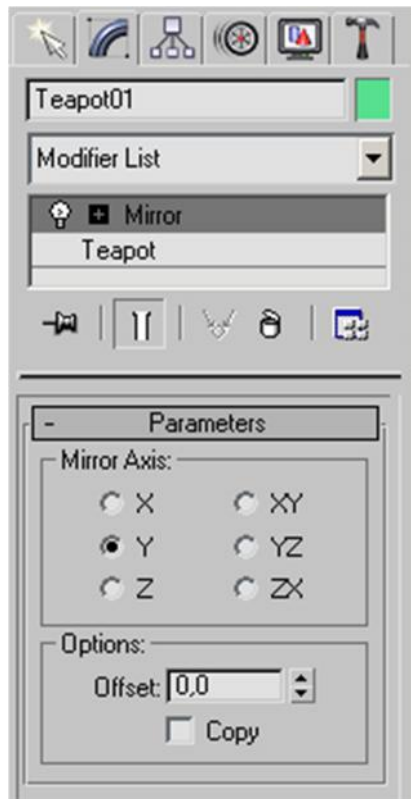 Teapot01
Modifier List
Mirror
Teapot
- Parameters
Mirror Axis:
X XY
Y YZ
Z ZX
Options:
Offset: 0,0
Copy